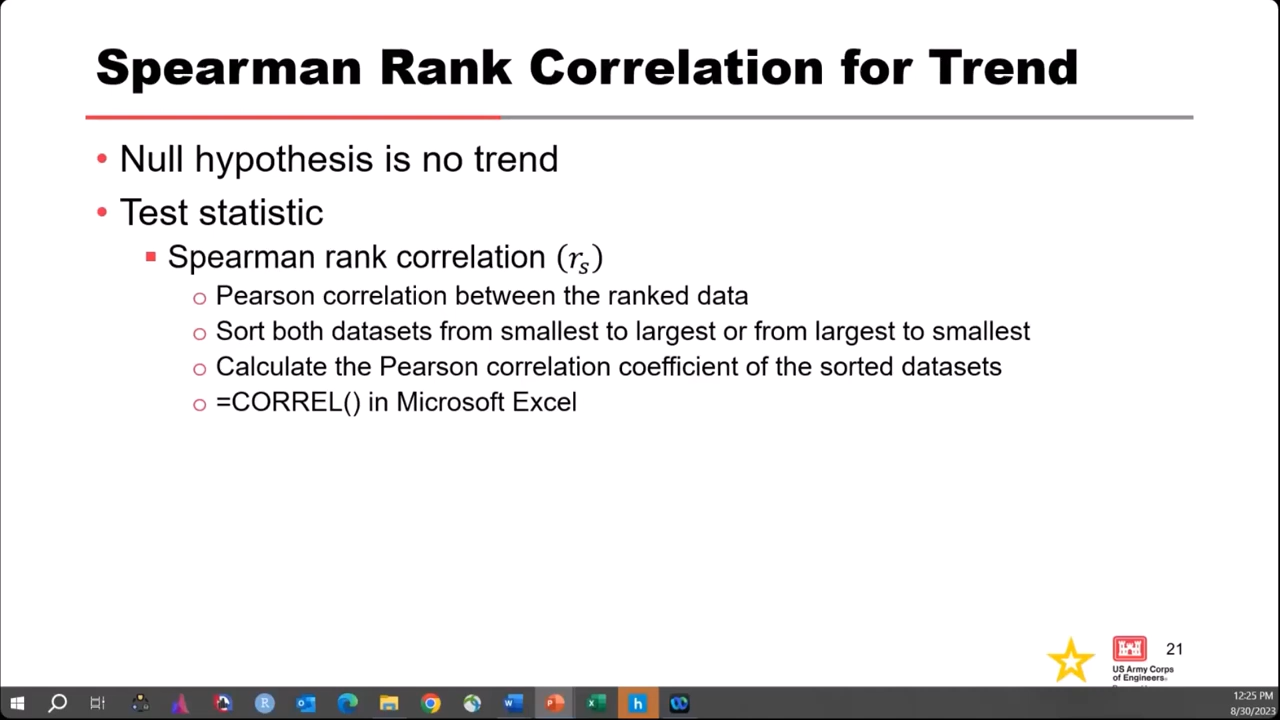 Spearman Rank Correlation for Trend
• Null hypothesis is no trend
• Test statistic
▪ Spearman rank correlation (rₛ)
o Pearson correlation between the ranked data
o Sort both datasets from smallest to largest or from largest to smallest
o Calculate the Pearson correlation coefficient of the sorted datasets
o =CORREL() in Microsoft Excel
21
US Army Corps
of Engineers®
12:25 PM
8/30/2023